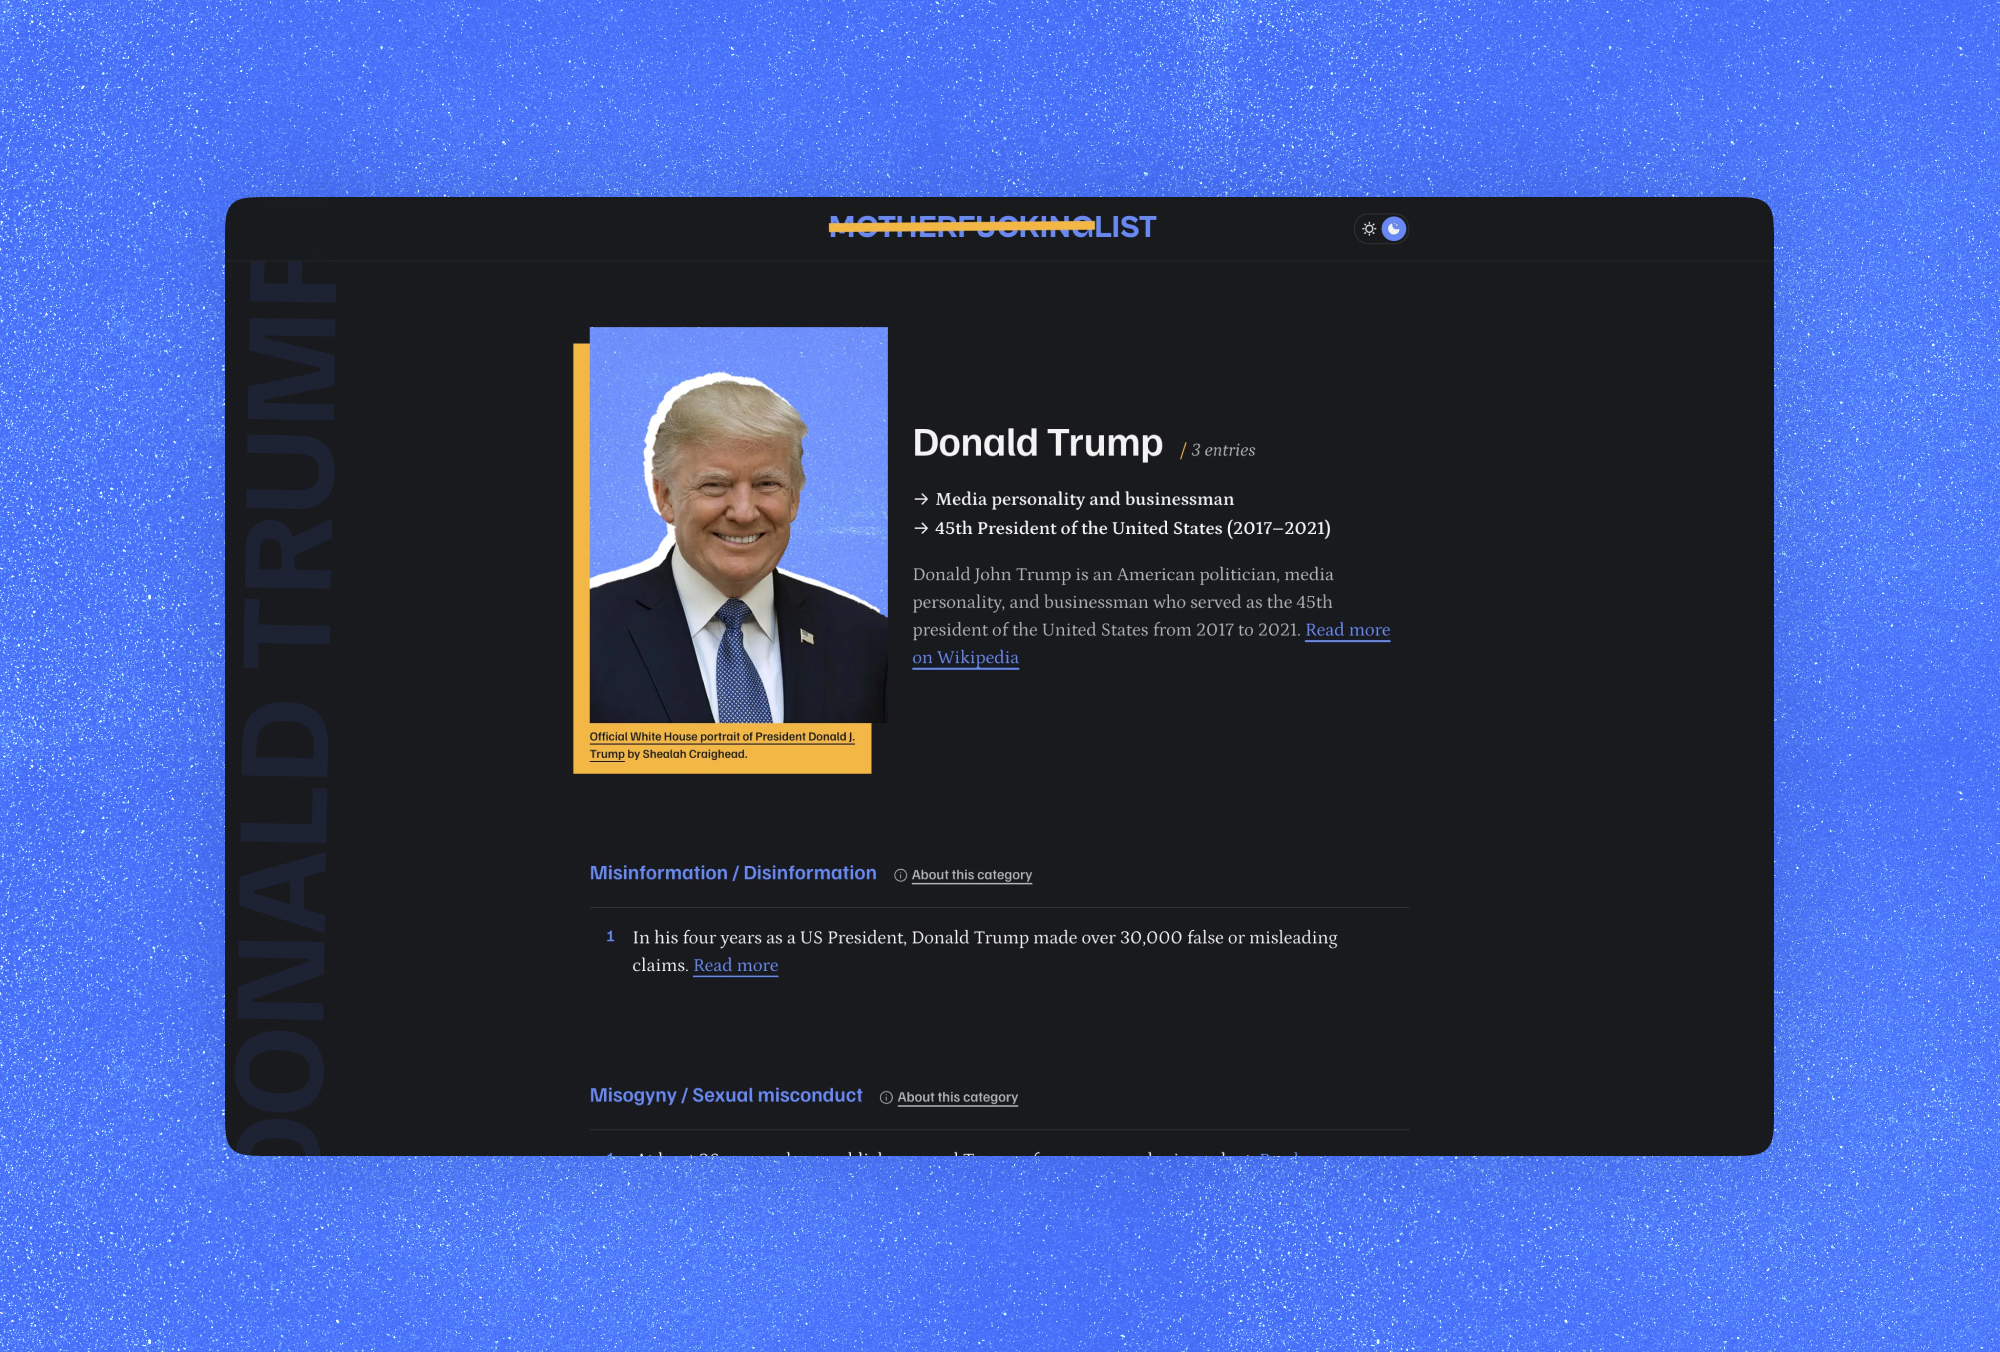 MOTHERFUCKINGLIST
DONALD TRUMP
Donald Trump / 3 entries
→ Media personality and businessman
→ 45th President of the United States (2017–2021)
Donald John Trump is an American politician, media
personality, and businessman who served as the 45th
president of the United States from 2017 to 2021. Read more
on Wikipedia
Official White House portrait of President Donald J.
Trump by Shealah Craighead.
Misinformation / Disinformation About this category
1 In his four years as a US President, Donald Trump made over 30,000 false or misleading
claims. Read more
Misogyny / Sexual misconduct About this category